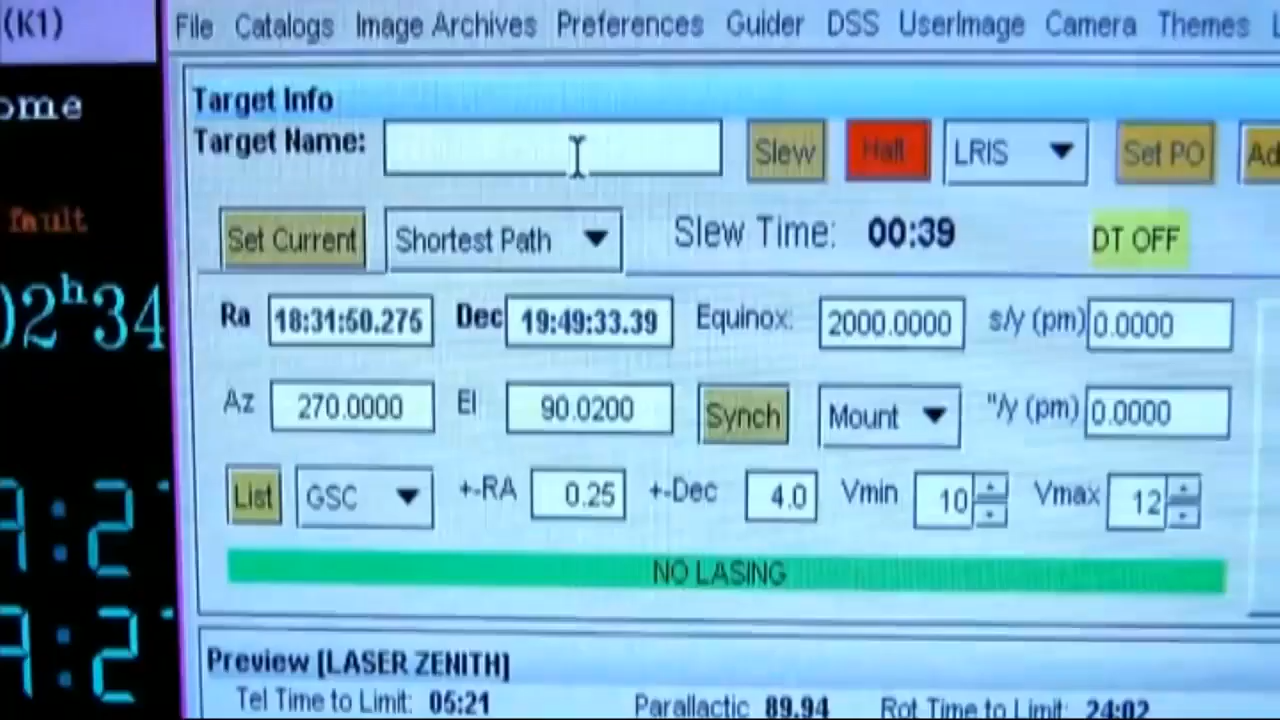 (K1)
File Catalogs Image Archives Preferences Guider DSS UserImage Camera Themes
ome
Target Info
Target Name: Slew Halt LRIS Set PO Ad
fault
Set Current Shortest Path Slew Time: 00:39 DT OFF
02h34
Ra 18:31:50.275 Dec 19:49:33.39 Equinox: 2000.0000 s/y (pm) 0.0000
Az 270.0000 El 90.0200 Synch Mount "/y (pm) 0.0000
List GSC +-RA 0.25 +-Dec 4.0 Vmin 10 Vmax 12
:2
NO LASING
:2
Preview [LASER ZENITH]
Tel Time to Limit: 05:21 Parallactic 89.94 Rot Time to Limit: 24:02